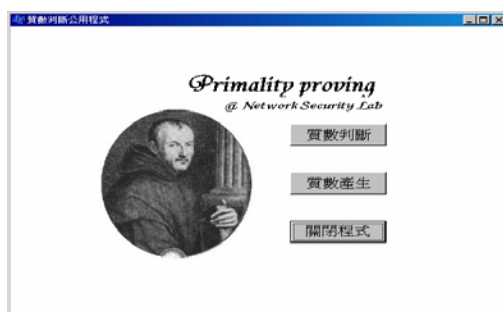 質數判斷公用程式
Primality proving
@ Network Security Lab
質數判斷
質數產生
關閉程式